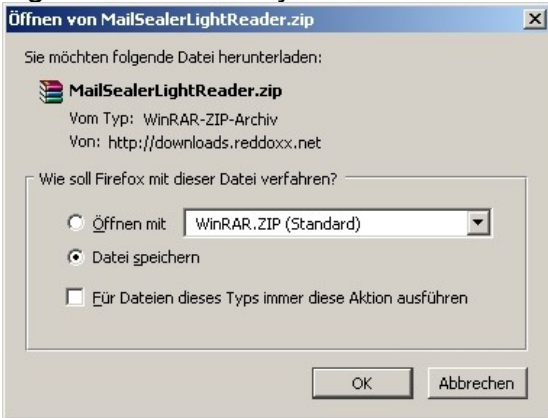 Öffnen von MailSealerLightReader.zip
Sie möchten folgende Datei herunterladen:
MailSealerLightReader.zip
Vom Typ: WinRAR-ZIP-Archiv
Von: http://downloads.reddoxx.net
Wie soll Firefox mit dieser Datei verfahren?
Öffnen mit WinRAR.ZIP (Standard)
Datei speichern
Für Dateien dieses Typs immer diese Aktion ausführen
OK Abbrechen